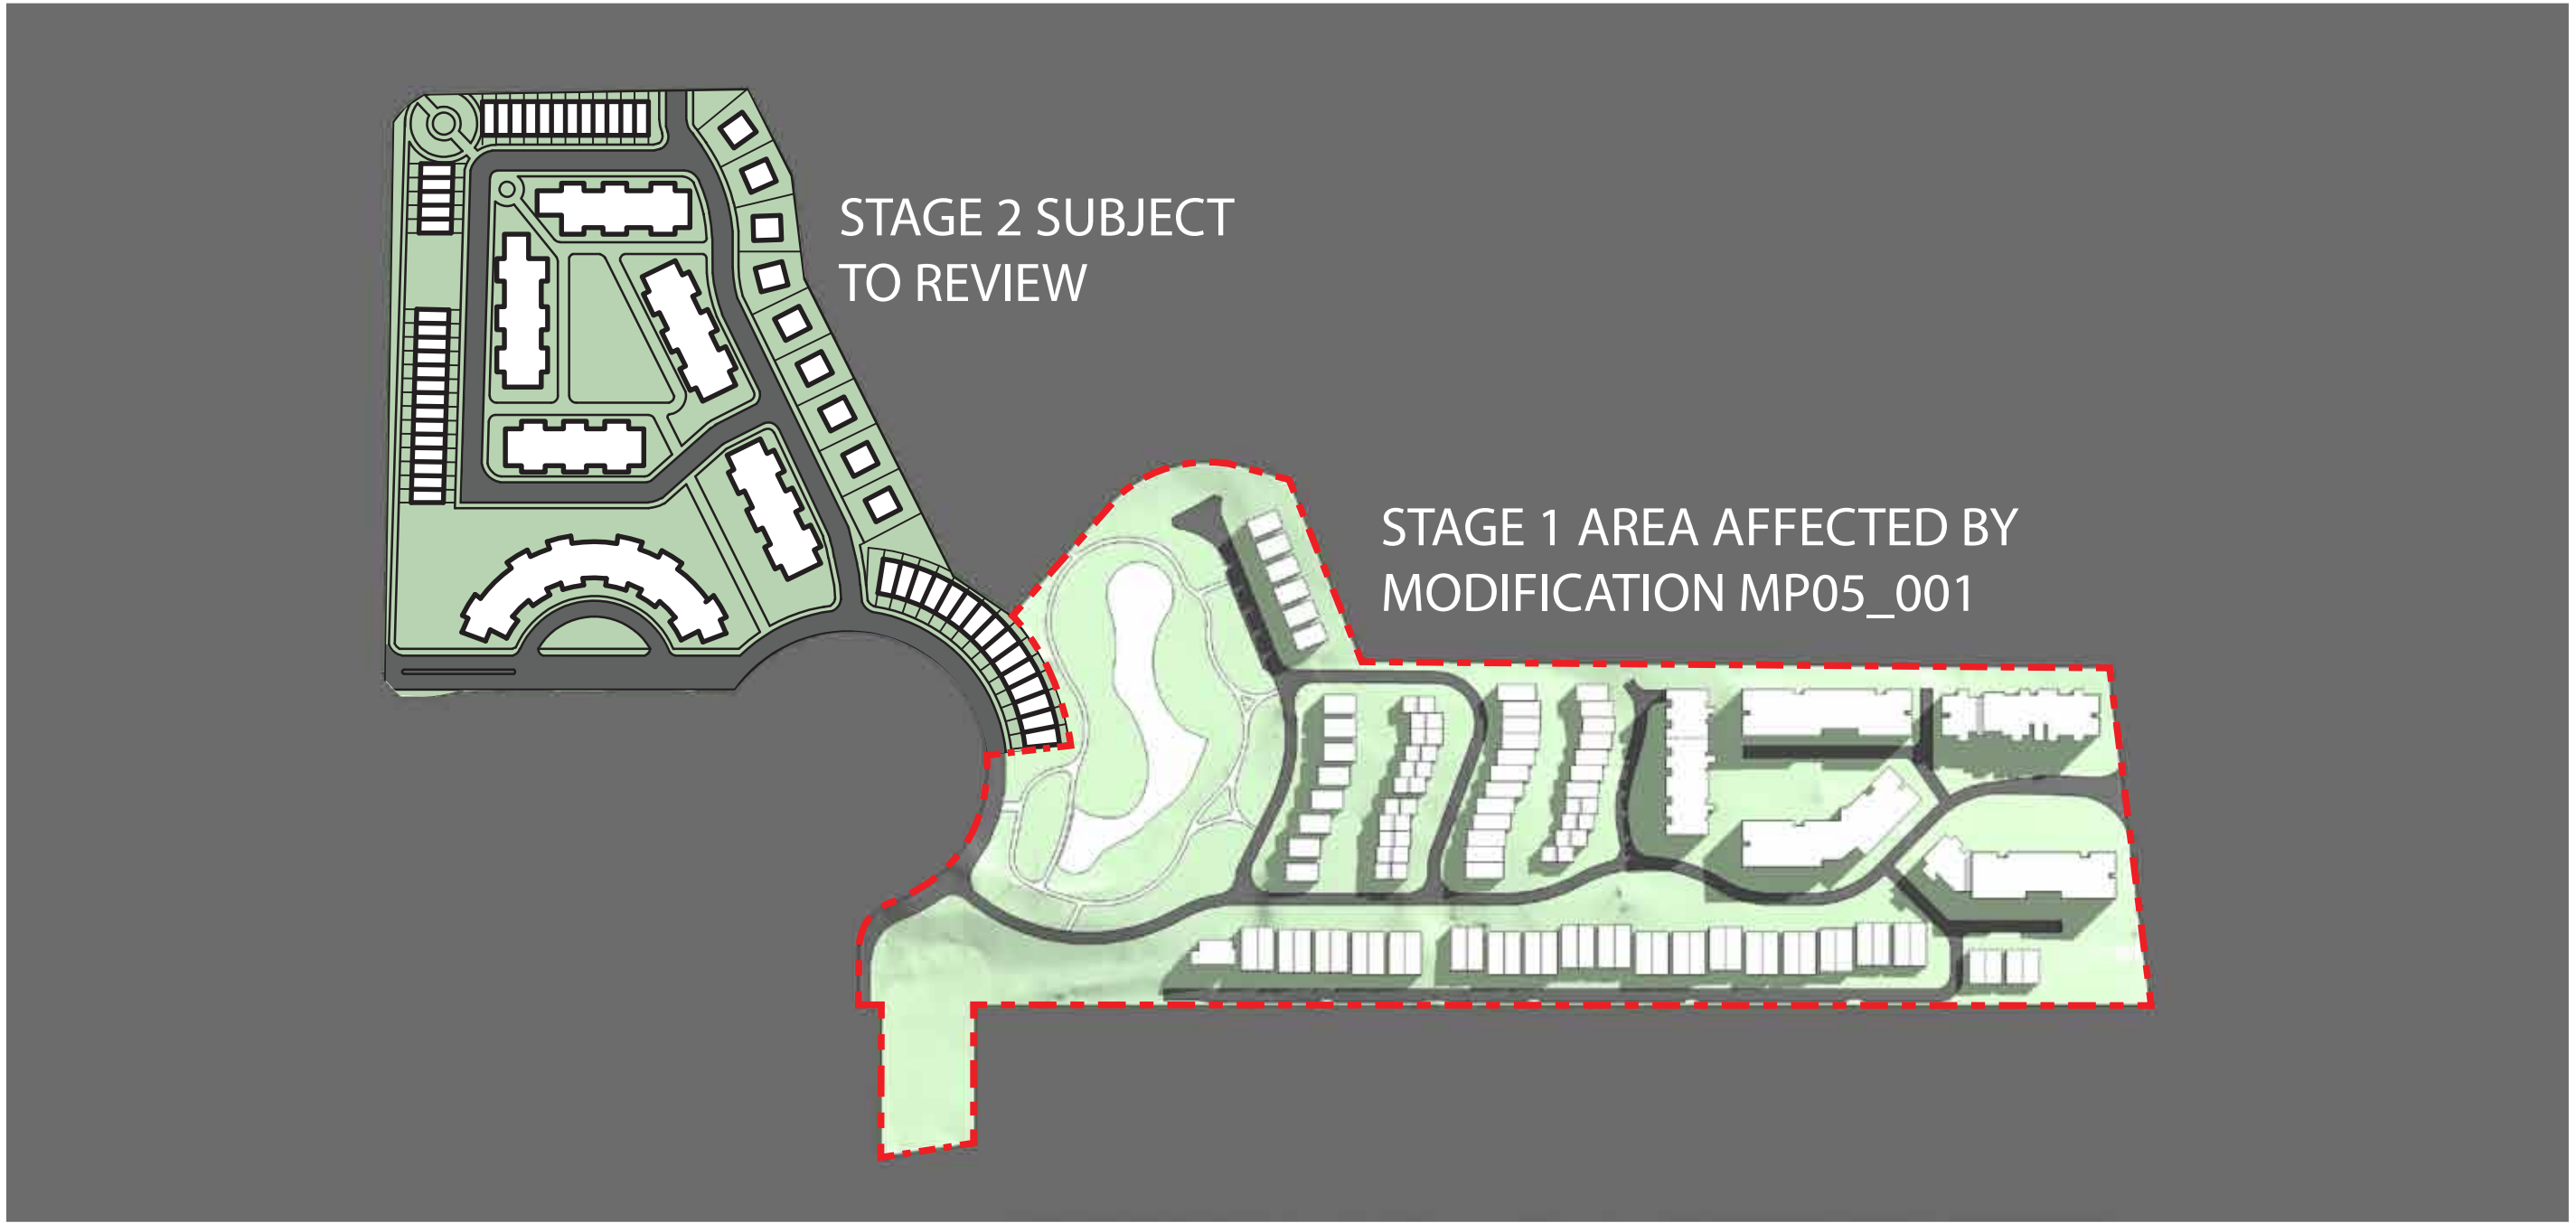 STAGE 2 SUBJECT
TO REVIEW
STAGE 1 AREA AFFECTED BY
MODIFICATION MP05_001